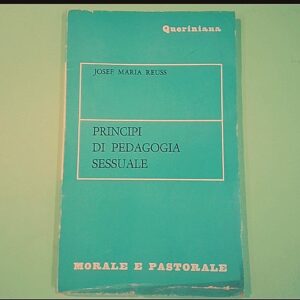 Queriniana
JOSEF MARIA REUSS
PRINCIPI
DI PEDAGOGIA
SESSUALE
MORALE E PASTORALE